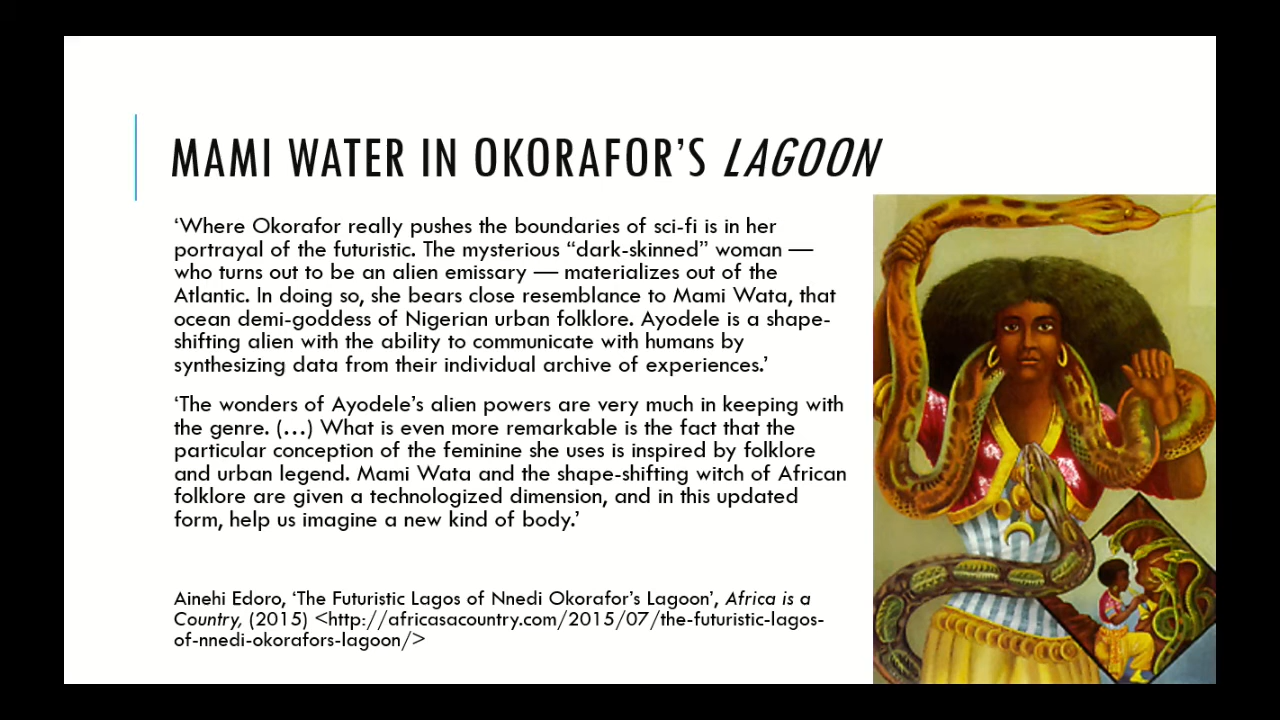 MAMI WATER IN OKORAFOR’S LAGOON
‘Where Okorafor really pushes the boundaries of sci-fi is in her
portrayal of the futuristic. The mysterious “dark-skinned” woman —
who turns out to be an alien emissary — materializes out of the
Atlantic. In doing so, she bears close resemblance to Mami Wata, that
ocean demi-goddess of Nigerian urban folklore. Ayodele is a shape-
shifting alien with the ability to communicate with humans by
synthesizing data from their individual archive of experiences.’
‘The wonders of Ayodele’s alien powers are very much in keeping with
the genre. (…) What is even more remarkable is the fact that the
particular conception of the feminine she uses is inspired by folklore
and urban legend. Mami Wata and the shape-shifting witch of African
folklore are given a technologized dimension, and in this updated
form, help us imagine a new kind of body.’
Ainehi Edoro, ‘The Futuristic Lagos of Nnedi Okorafor’s Lagoon’, Africa is a
Country, (2015) <http://africasacountry.com/2015/07/the-futuristic-lagos-
of-nnedi-okorafors-lagoon/>